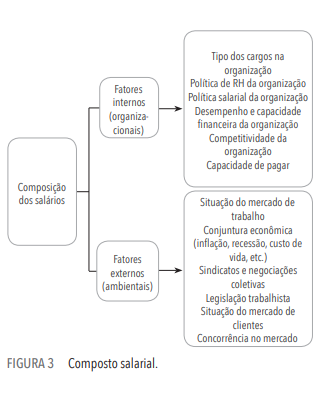 Composição
dos salários
Fatores
internos
(organiza-
cionais)
Tipo dos cargos na
organização
Política de RH da organização
Política salarial da organização
Desempenho e capacidade
financeira da organização
Competitividade da
organização
Capacidade de pagar
Fatores
externos
(ambientais)
Situação do mercado de
trabalho
Conjuntura econômica
(inflação, recessão, custo de
vida, etc.)
Sindicatos e negociações
coletivas
Legislação trabalhista
Situação do mercado de
clientes
Concorrência no mercado
FIGURA 3 Composto salarial.